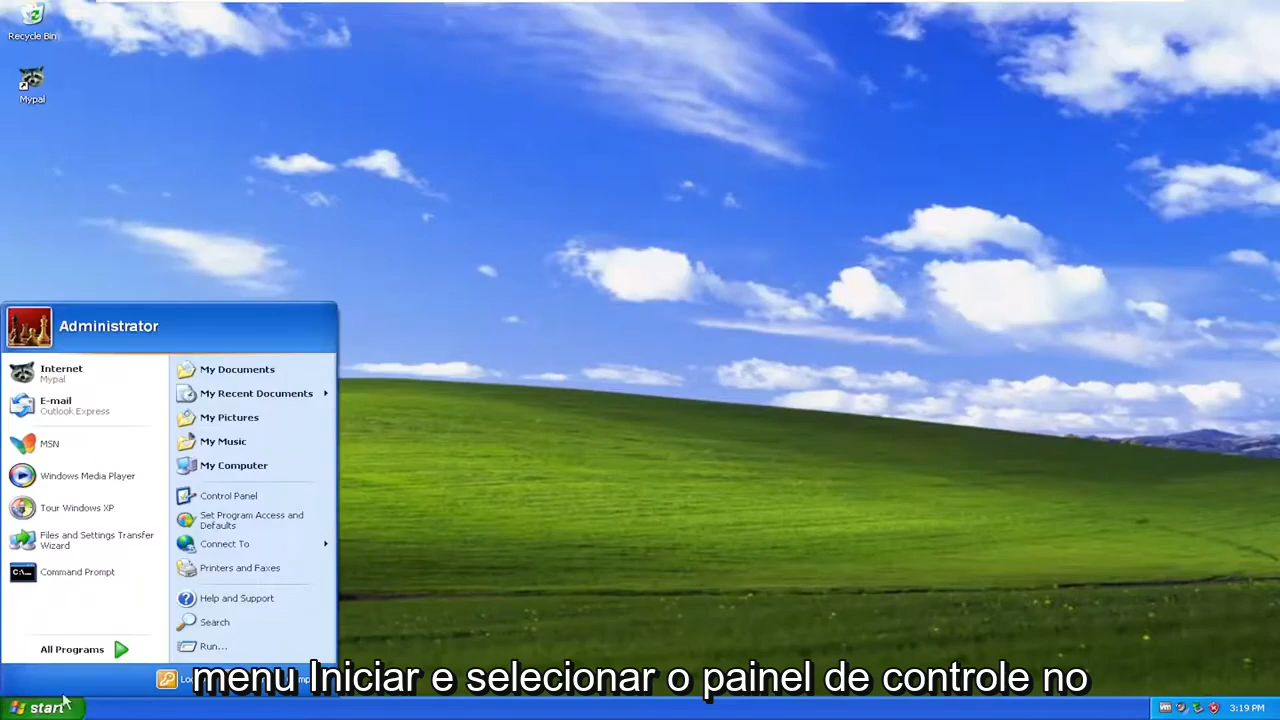 Recycle Bin
Mypal
Administrator
Internet
Mypal
E-mail
Outlook Express
MSN
Windows Media Player
Tour Windows XP
Files and Settings Transfer
Wizard
Command Prompt
All Programs
My Documents
My Recent Documents
My Pictures
My Music
My Computer
Control Panel
Set Program Access and
Defaults
Connect To
Printers and Faxes
Help and Support
Search
Run...
menu Iniciar e selecionar o painel de controle no
start
3:19 PM